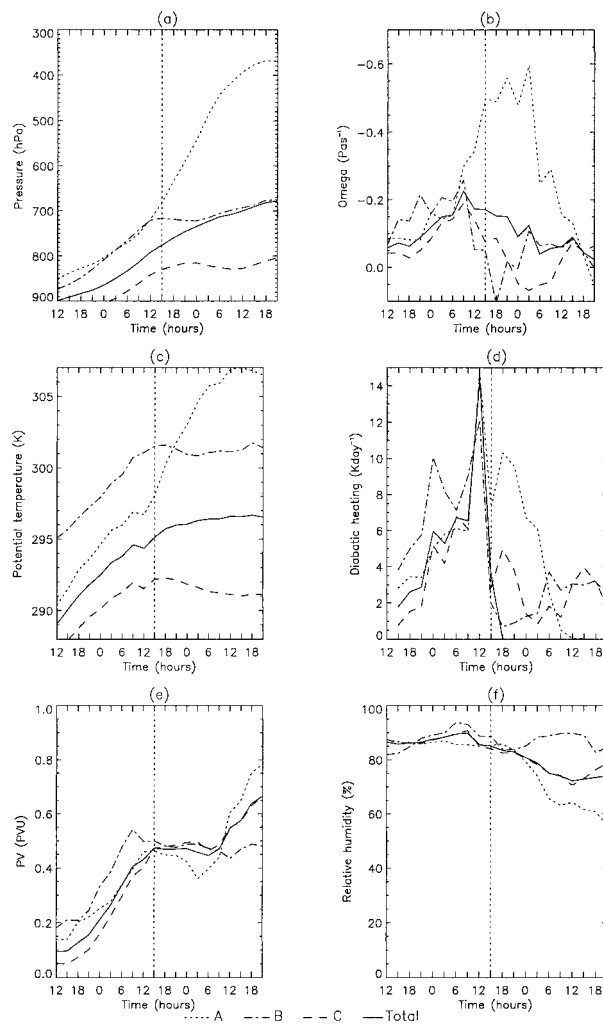 (a)
Pressure (hPa)
300
400
500
600
700
800
900
12 18 0 6 12 18 0 6 12 18
Time (hours)
(b)
Omega (Pas⁻¹)
-0.6
-0.4
-0.2
0.0
12 18 0 6 12 18 0 6 12 18
Time (hours)
(c)
Potential temperature (K)
305
300
295
290
12 18 0 6 12 18 0 6 12 18
Time (hours)
(d)
Diabatic heating (Kday⁻¹)
14
12
10
8
6
4
2
0
12 18 0 6 12 18 0 6 12 18
Time (hours)
(e)
PV (PVU)
1.0
0.8
0.6
0.4
0.2
0.0
12 18 0 6 12 18 0 6 12 18
Time (hours)
(f)
Relative humidity (%)
100
80
60
40
20
0
12 18 0 6 12 18 0 6 12 18
Time (hours)
A B C Total